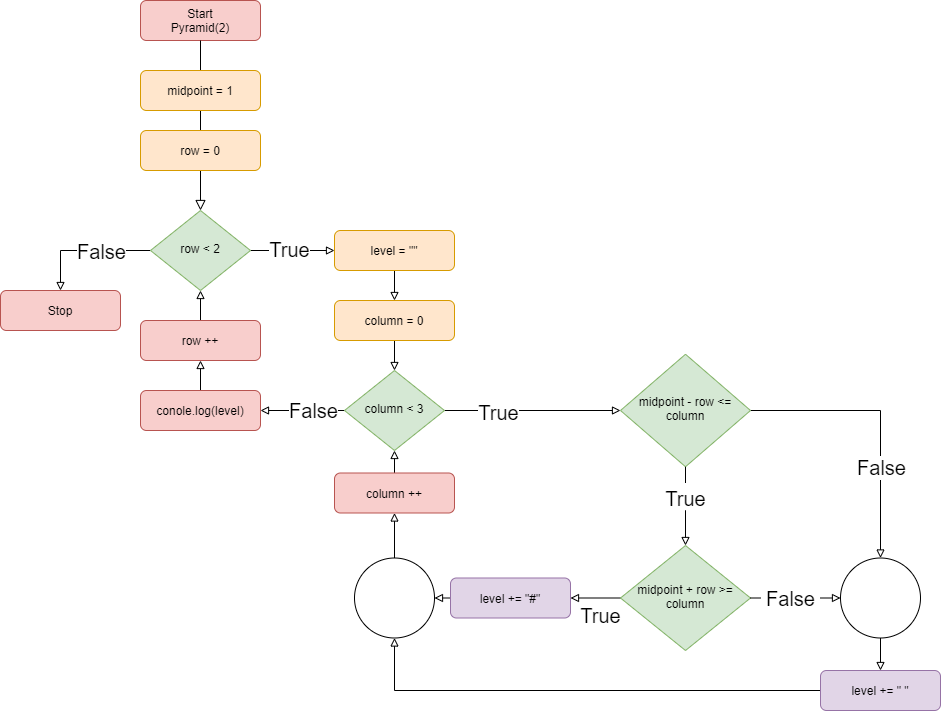 Start
Pyramid(2)
midpoint = 1
row = 0
row < 2
False
True
level = ""
Stop
column = 0
row ++
conole.log(level)
False
column < 3
True
midpoint - row <=
column
False
column ++
True
midpoint + row >=
column
level += "#"
True
False
level += " "